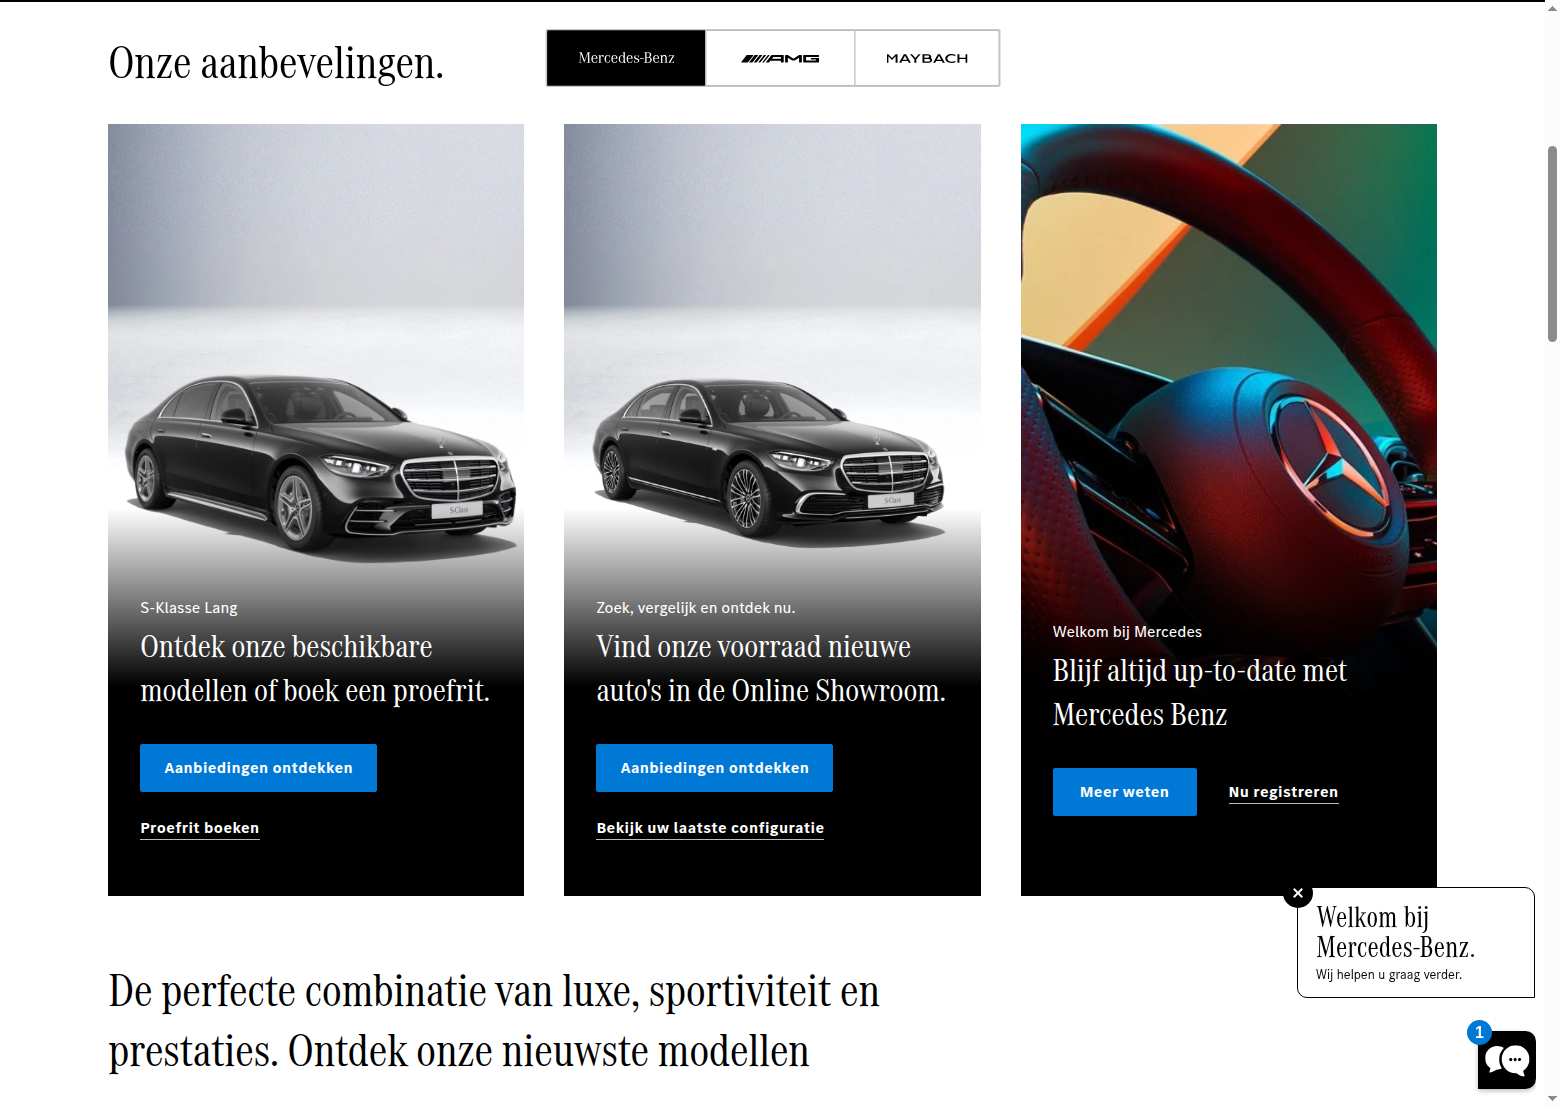 Onze aanbevelingen.
Mercedes-Benz
AMG
MAYBACH
S-Class
S-Klasse Lang
Ontdek onze beschikbare
modellen of boek een proefrit.
Aanbiedingen ontdekken
Proefrit boeken
S-Class
Zoek, vergelijk en ontdek nu.
Vind onze voorraad nieuwe
auto's in de Online Showroom.
Aanbiedingen ontdekken
Bekijk uw laatste configuratie
Welkom bij Mercedes
Blijf altijd up-to-date met
Mercedes Benz
Meer weten
Nu registreren
Welkom bij
Mercedes-Benz.
Wij helpen u graag verder.
1
De perfecte combinatie van luxe, sportiviteit en
prestaties. Ontdek onze nieuwste modellen